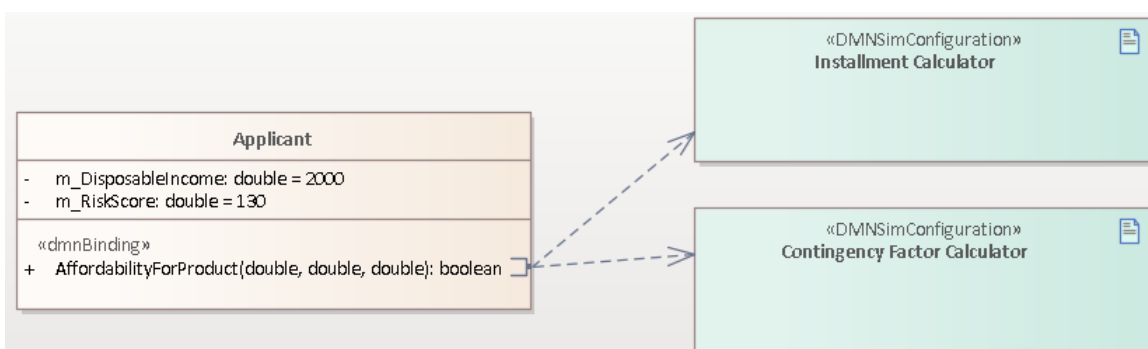 «DMNSimConfiguration»
Installment Calculator
Applicant
- m_DisposableIncome: double = 2000
- m_RiskScore: double = 130
«dmnBinding»
+ AffordabilityForProduct(double, double, double): boolean
«DMNSimConfiguration»
Contingency Factor Calculator